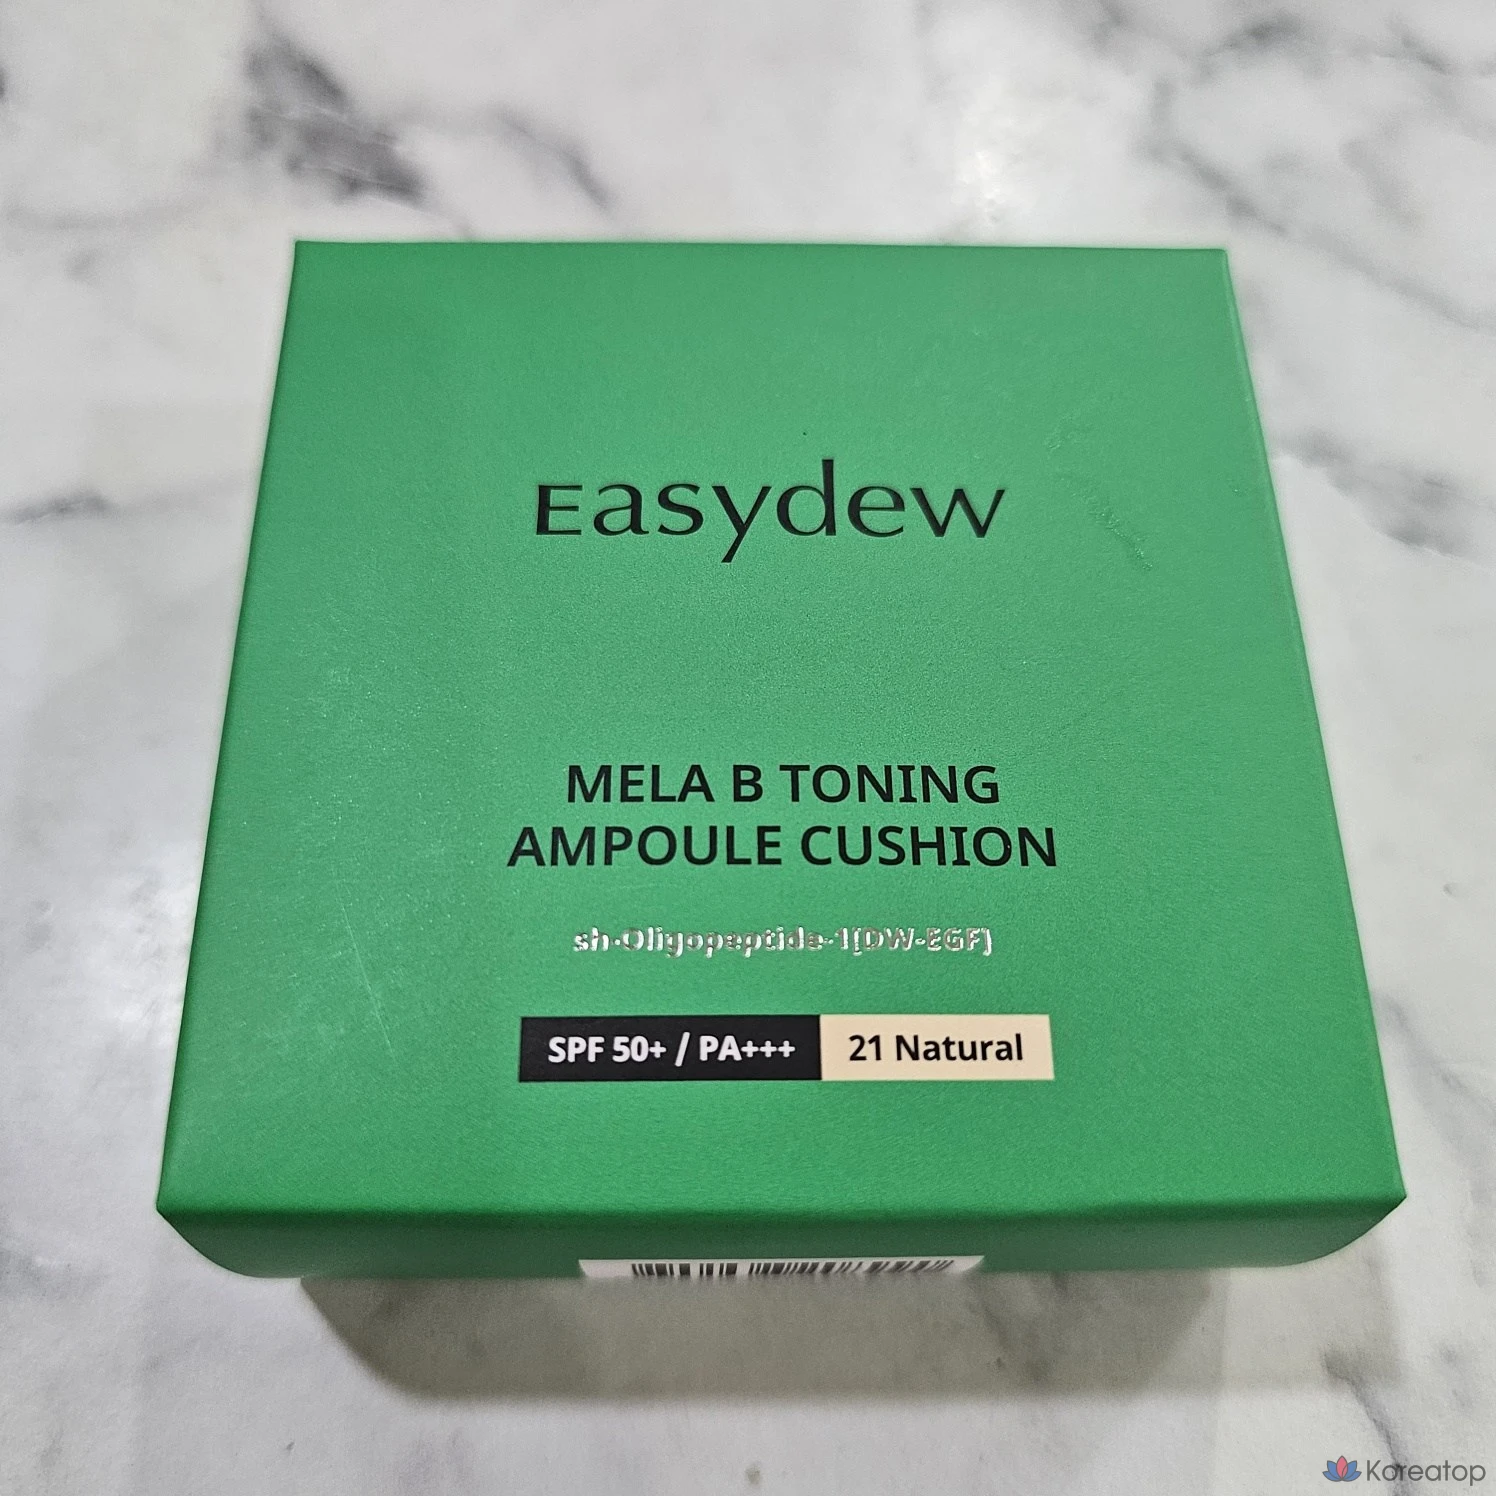 Easydew
MELA B TONING
AMPOULE CUSHION
sh-Oligopeptide-1(DW-EGF)
SPF 50+ / PA+++ 21 Natural
Koreatop